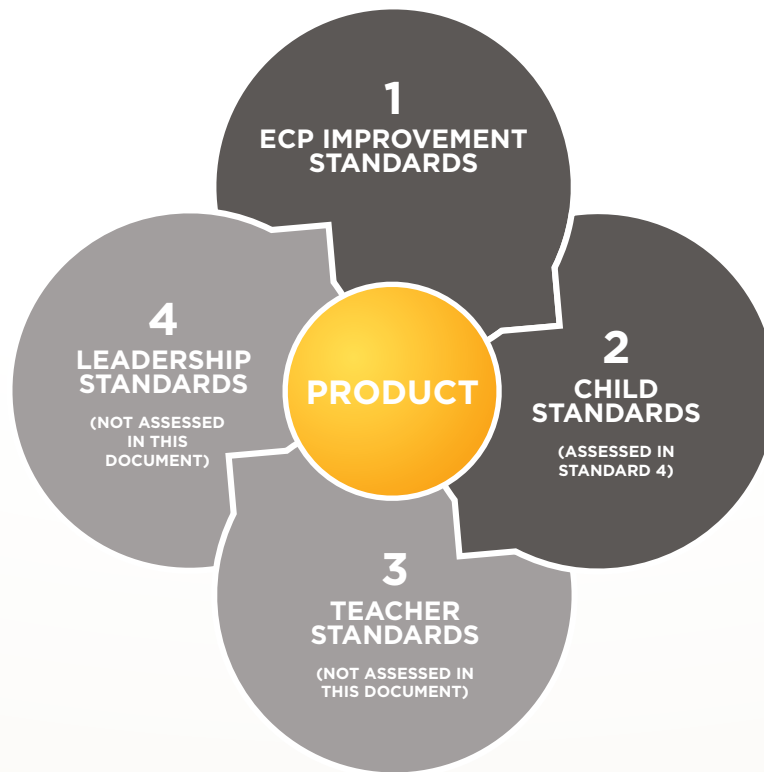 1
ECP IMPROVEMENT
STANDARDS
2
CHILD
STANDARDS
(ASSESSED IN
STANDARD 4)
3
TEACHER
STANDARDS
(NOT ASSESSED IN
THIS DOCUMENT)
4
LEADERSHIP
STANDARDS
(NOT ASSESSED
IN THIS
DOCUMENT)
PRODUCT